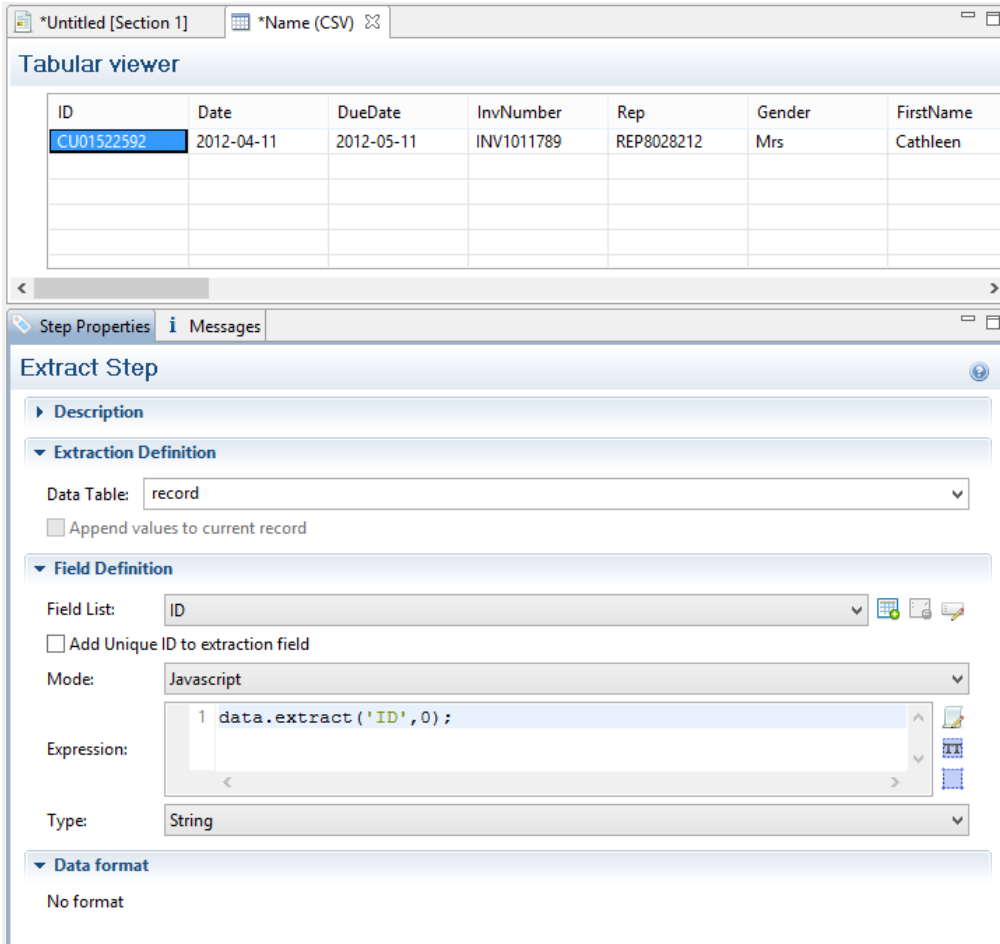 *Untitled [Section 1] *Name (CSV)
Tabular viewer
ID Date DueDate InvNumber Rep Gender FirstName
CU01522592 2012-04-11 2012-05-11 INV1011789 REP8028212 Mrs Cathleen
Step Properties i Messages
Extract Step
Description
Extraction Definition
Data Table: record
Append values to current record
Field Definition
Field List: ID
Add Unique ID to extraction field
Mode: Javascript
1 data.extract('ID',0);
Expression:
Type: String
Data format
No format